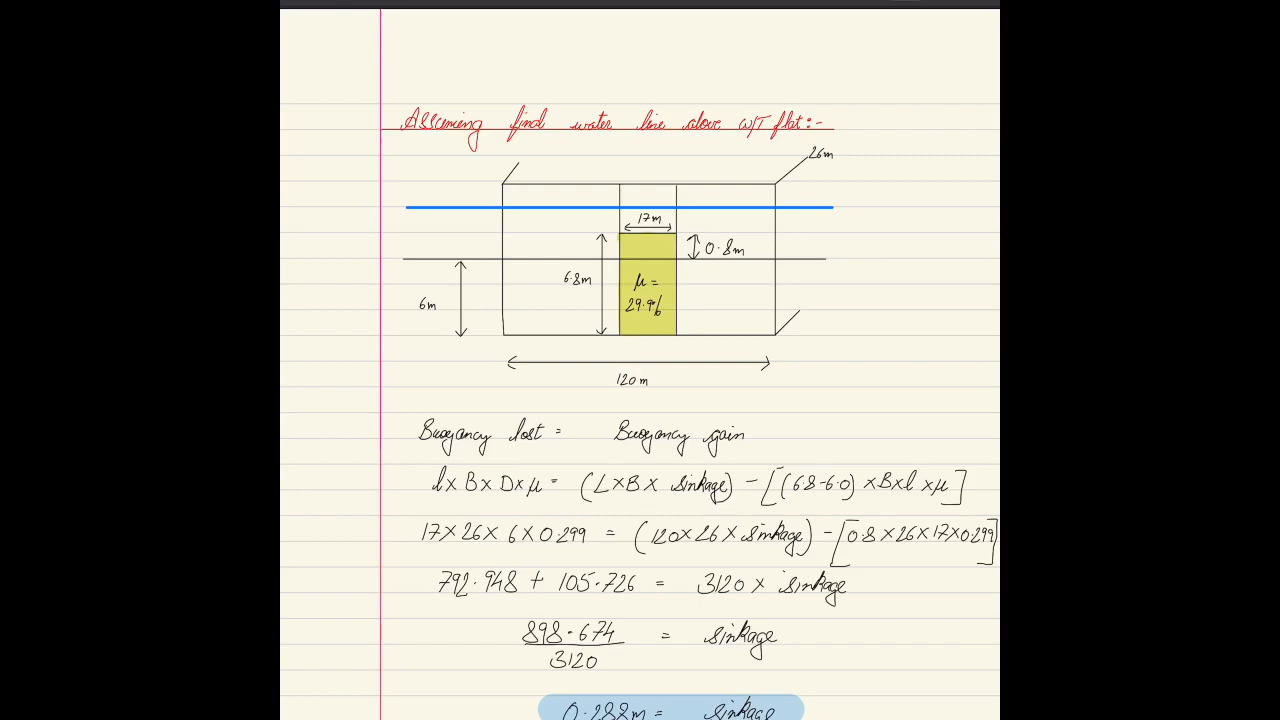 Assuming final water line above W/T flat:-
26m
17m
0.8m
6.8m
μ =
29.9%
6m
120m
Buoyancy lost = Buoyancy gain
l x B x D x μ = (L x B x sinkage) - [(6.8-6.0) x B x l x μ]
17 x 26 x 6 x 0.299 = (120 x 26 x sinkage) - [0.8 x 26 x 17 x 0.299]
792.948 + 105.726 = 3120 x sinkage
898.674 = sinkage
3120
0.288m = sinkage